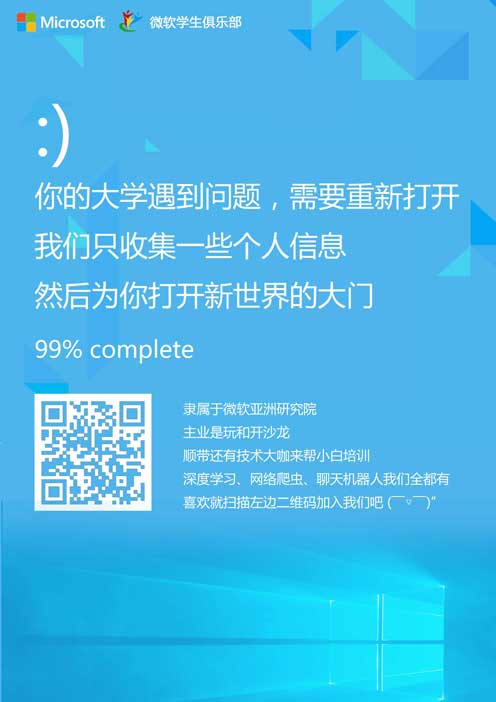 Microsoft 微软学生俱乐部
:)
你的大学遇到问题，需要重新打开
我们只收集一些个人信息
然后为你打开新世界的大门
99% complete
隶属于微软亚洲研究院
主业是玩和开沙龙
顺带还有技术大咖来帮小白培训
深度学习、网络爬虫、聊天机器人我们全都有
喜欢就扫描左边二维码加入我们吧 (￣▽￣)"